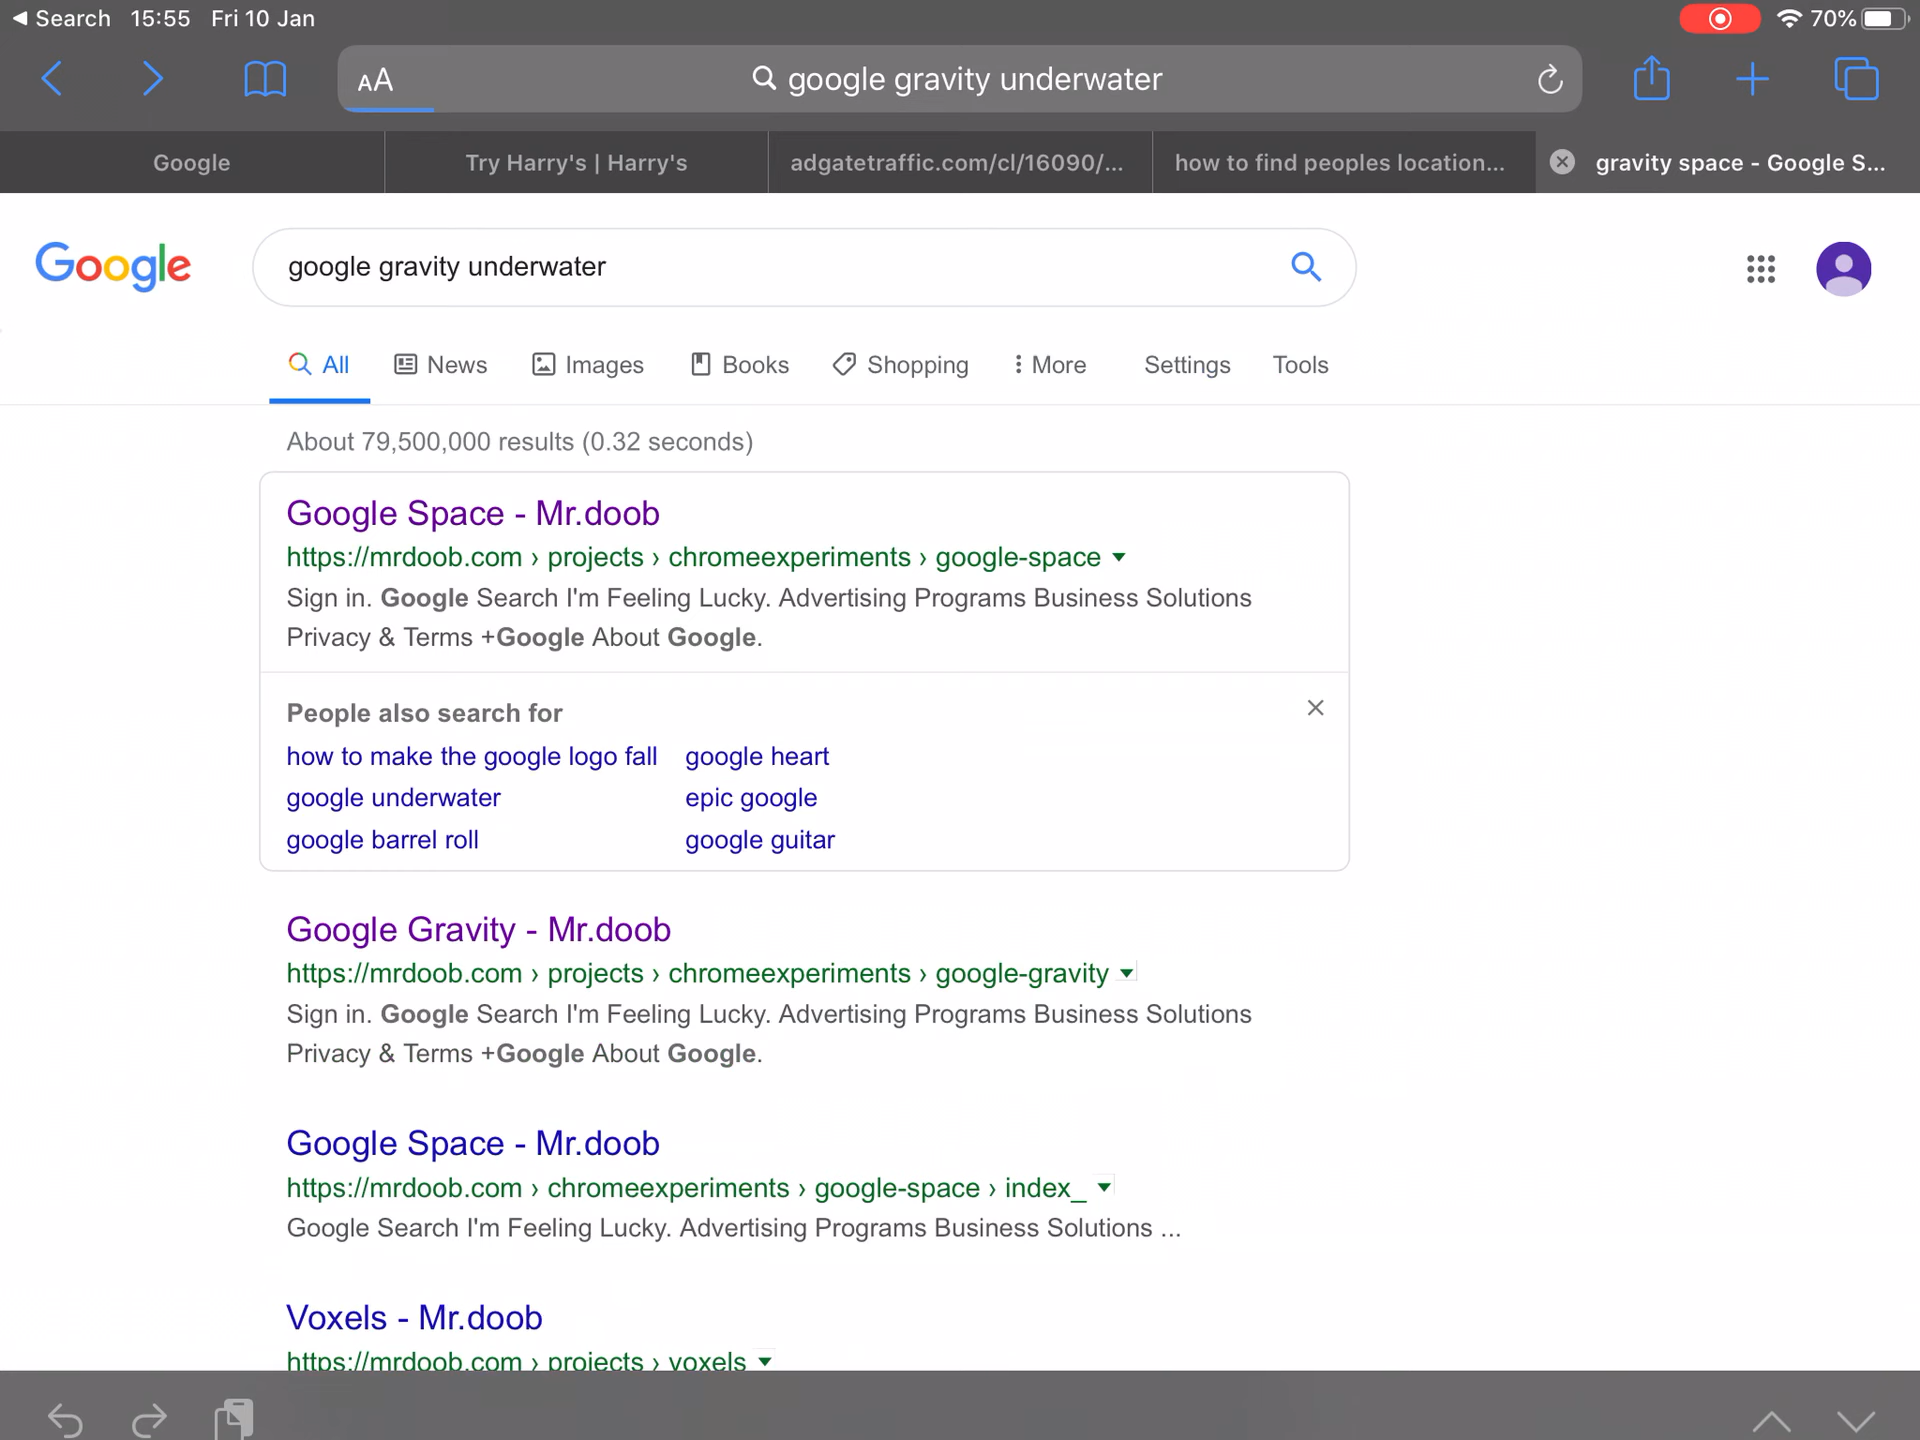 Search 15:55 Fri 10 Jan 70%
AA google gravity underwater
Google
Try Harry's | Harry's
adgatetraffic.com/cl/16090/...
how to find peoples location...
gravity space - Google S...
Google
google gravity underwater
All News Images Books Shopping More Settings Tools
About 79,500,000 results (0.32 seconds)
Google Space - Mr.doob
https://mrdoob.com › projects › chromeexperiments › google-space
Sign in. Google Search I'm Feeling Lucky. Advertising Programs Business Solutions
Privacy & Terms +Google About Google.
People also search for
how to make the google logo fall google heart
google underwater epic google
google barrel roll google guitar
Google Gravity - Mr.doob
https://mrdoob.com › projects › chromeexperiments › google-gravity
Sign in. Google Search I'm Feeling Lucky. Advertising Programs Business Solutions
Privacy & Terms +Google About Google.
Google Space - Mr.doob
https://mrdoob.com › chromeexperiments › google-space › index_
Google Search I'm Feeling Lucky. Advertising Programs Business Solutions ...
Voxels - Mr.doob
https://mrdoob.com › projects › voxels